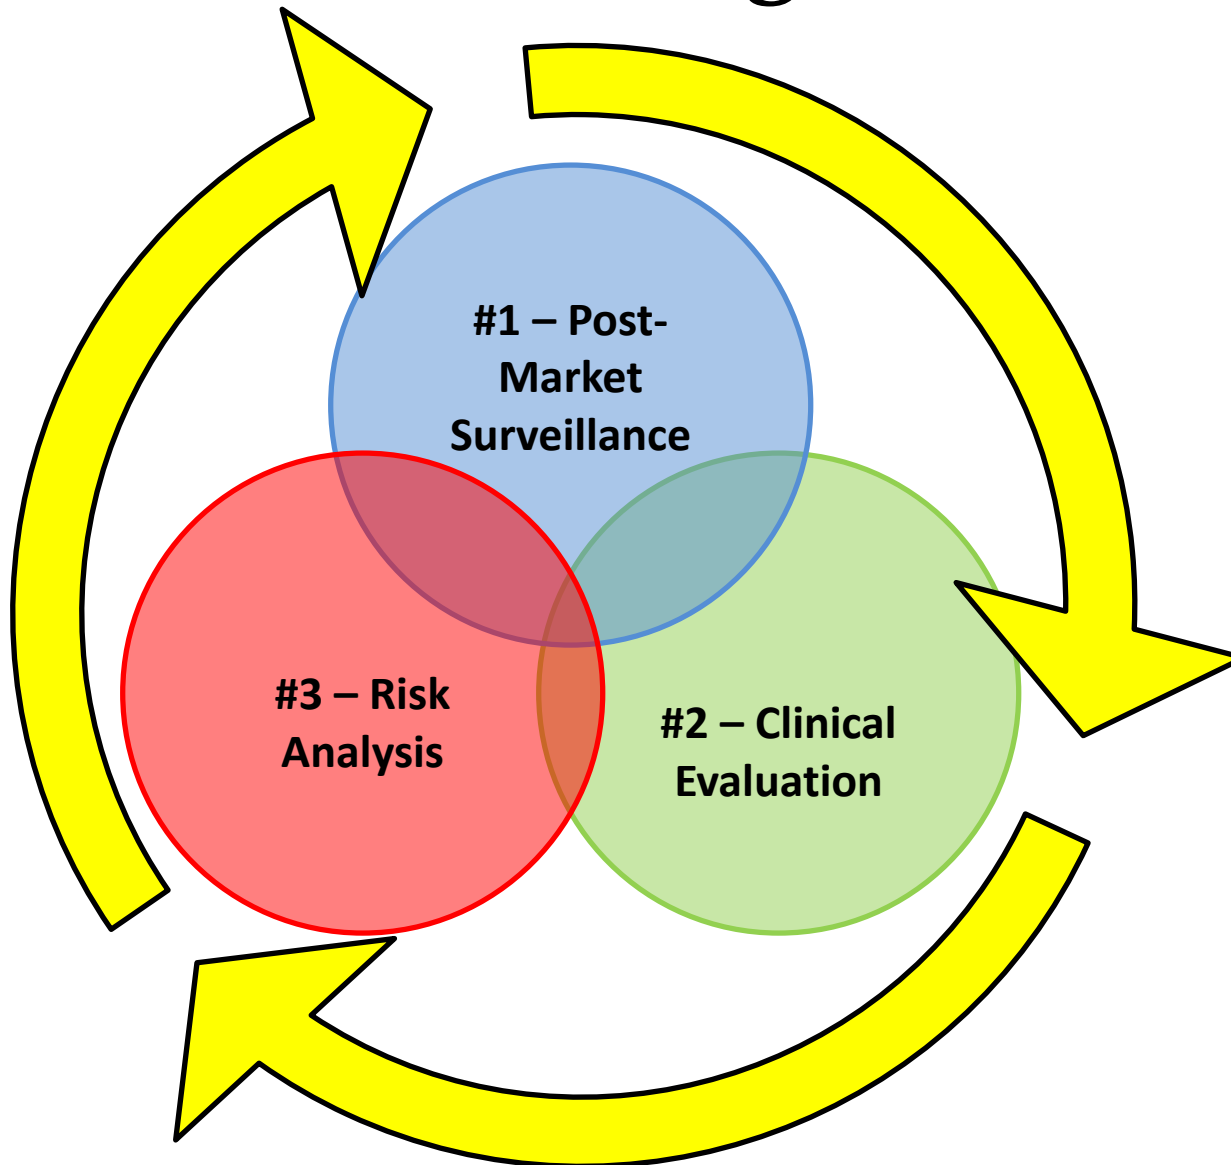 #1 – Post-
Market
Surveillance
#3 – Risk
Analysis
#2 – Clinical
Evaluation